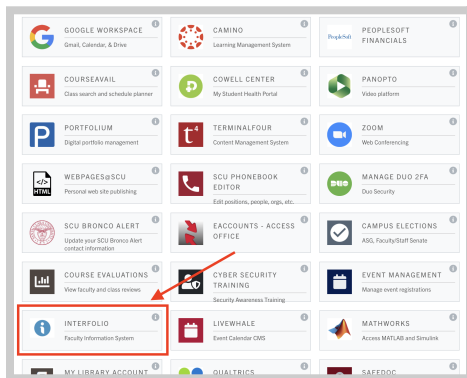 GOOGLE WORKSPACE
Gmail, Calendar, & Drive
CAMINO
Learning Management System
PeopleSoft
PEOPLESOFT
FINANCIALS
COURSEAVAIL
Class search and schedule planner
COWELL CENTER
My Student Health Portal
PANOPTO
Video platform
PORTFOLIUM
Digital portfolio management
t4
TERMINALFOUR
Content Management System
ZOOM
Web Conferencing
</>
HTML
WEBPAGES@SCU
Personal web site publishing
SCU PHONEBOOK
EDITOR
Edit positions, people, orgs, etc.
DUO
MANAGE DUO 2FA
Duo Security
SCU BRONCO ALERT
Update your SCU Bronco Alert
contact information
EACCOUNTS - ACCESS
OFFICE
CAMPUS ELECTIONS
ASG, Faculty/Staff Senate
COURSE EVALUATIONS
View faculty and class reviews
CYBER SECURITY
TRAINING
Security Awareness Training
EVENT MANAGEMENT
Manage event registrations
INTERFOLIO
Faculty Information System
LIVEWHALE
Event Calendar CMS
MATHWORKS
Access MATLAB and Simulink
MY LIBRARY ACCOUNT
QUALTRICS
SAFEDOC